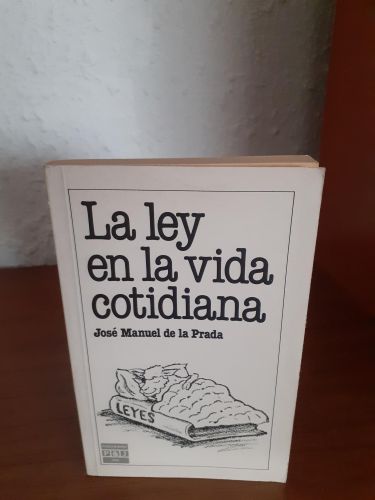 La ley
en la vida
cotidiana
José Manuel de la Prada
LEYES
P&J